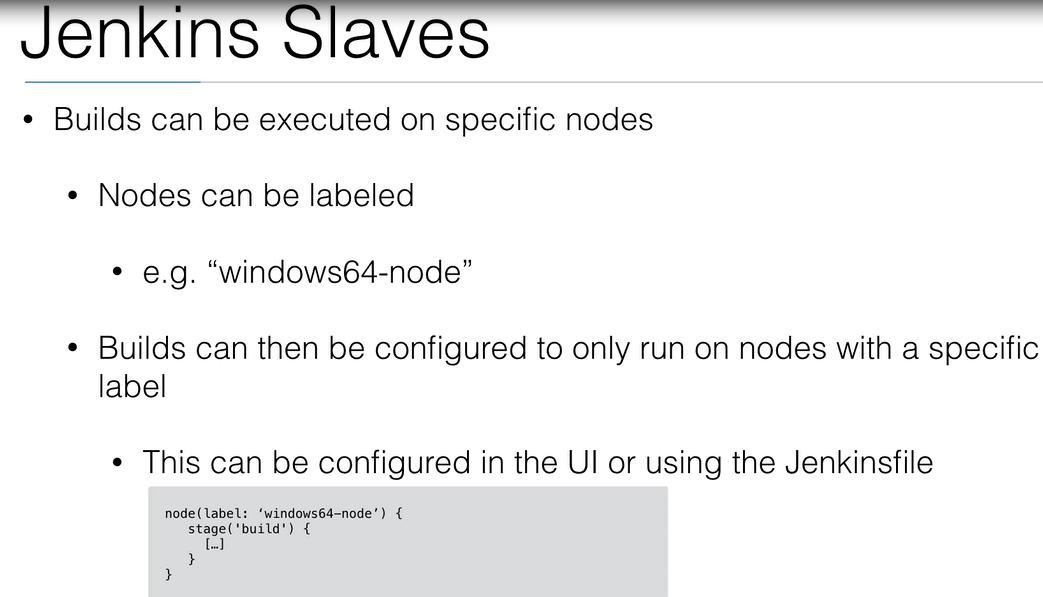 Jenkins Slaves
• Builds can be executed on specific nodes
• Nodes can be labeled
• e.g. “windows64-node”
• Builds can then be configured to only run on nodes with a specific
label
• This can be configured in the UI or using the Jenkinsfile
node(label: ‘windows64-node’) {
   stage('build') {
     […]
   }
}